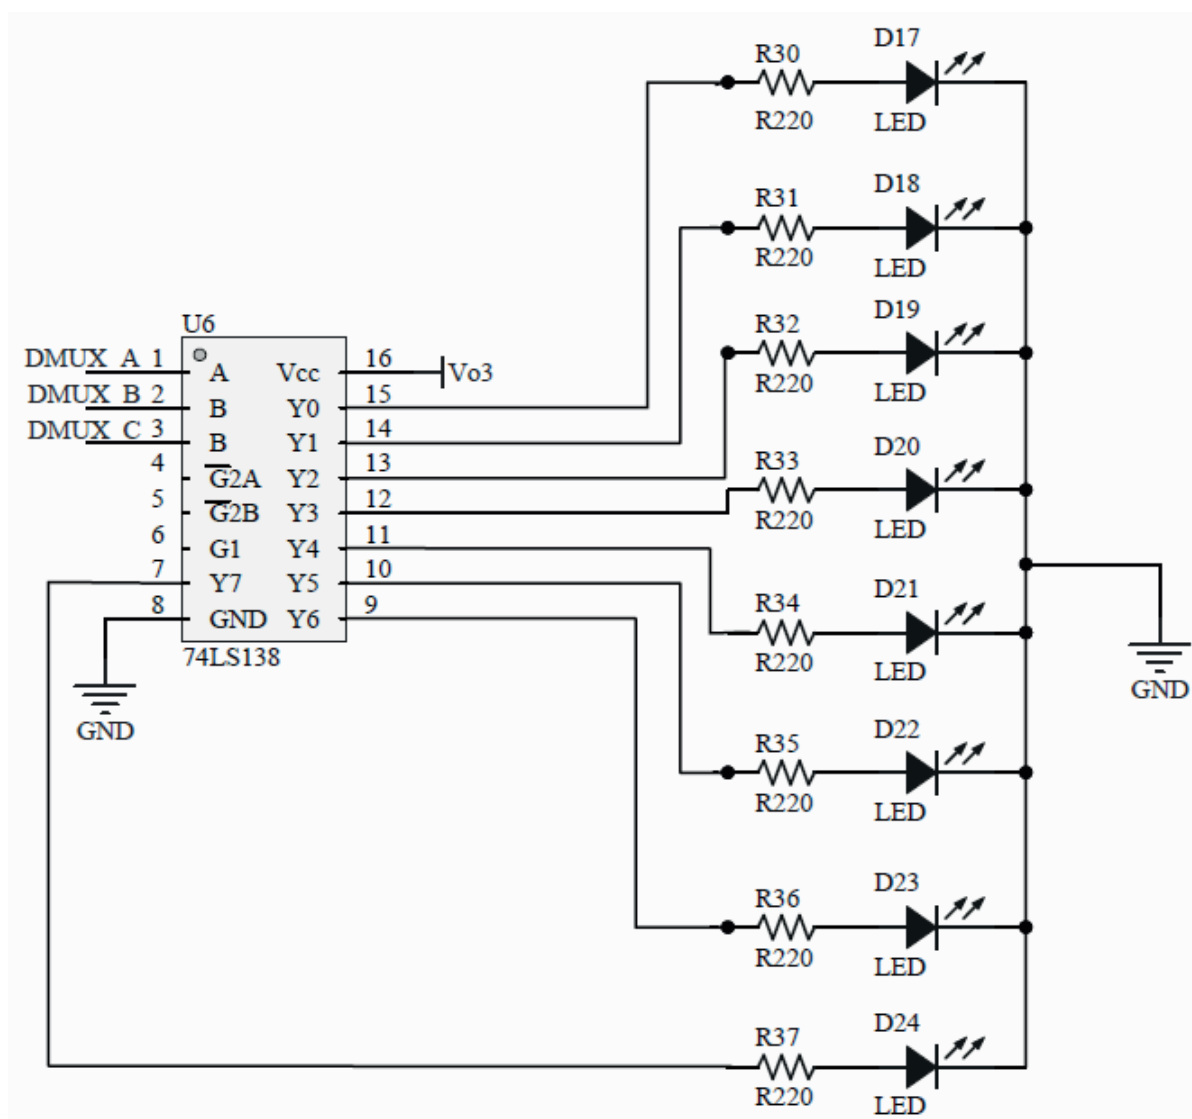 D17
R30
R220
LED
D18
R31
R220
LED
D19
R32
R220
LED
U6
DMUX A 1
A
Vcc
16
Vo3
DMUX B 2
B
Y0
15
DMUX C 3
B
Y1
14
4
G2A
Y2
13
5
G2B
Y3
12
6
G1
Y4
11
7
Y7
Y5
10
8
GND
Y6
9
74LS138
GND
D20
R33
R220
LED
D21
R34
R220
LED
GND
D22
R35
R220
LED
D23
R36
R220
LED
D24
R37
R220
LED